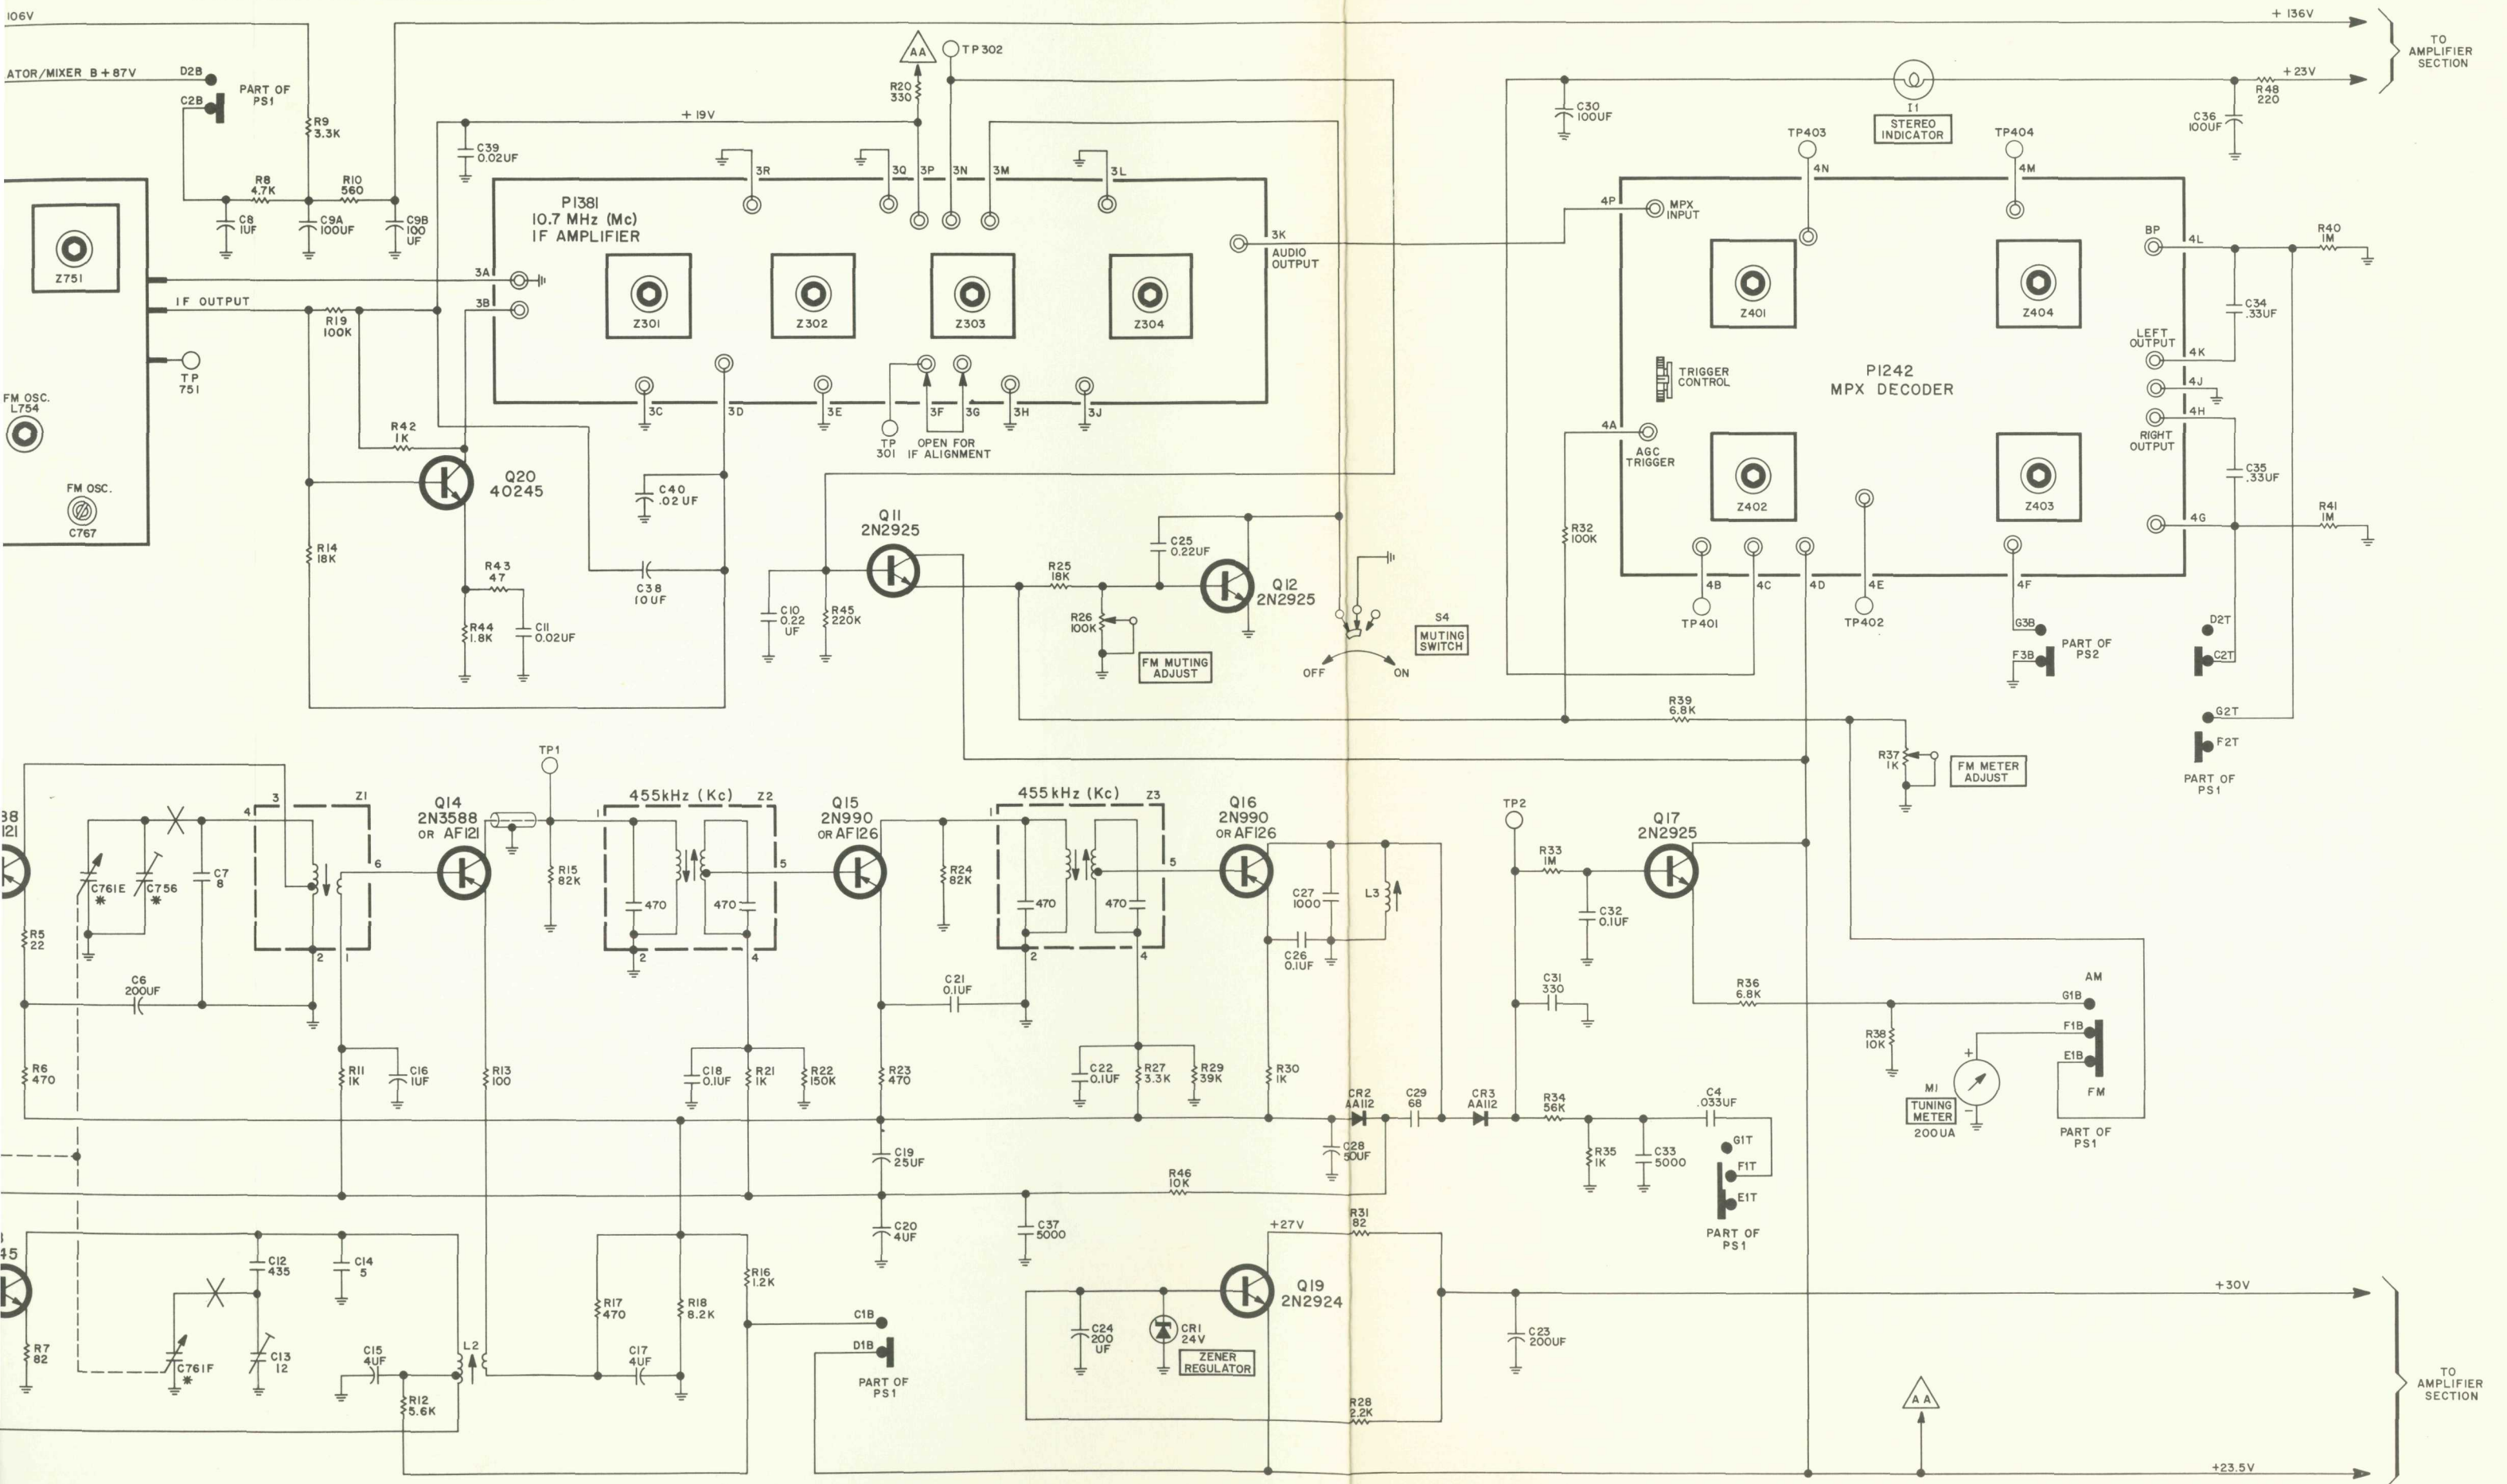 106V
+ 136V
TO
AMPLIFIER
SECTION
ATOR/MIXER B+87V
D2B
C2B
PART OF
PS1
R9
3.3K
R8
4.7K
R10
560
C8
1UF
C9A
100UF
C9B
100
UF
Z751
IF OUTPUT
R19
100K
TP
751
FM OSC.
L754
FM OSC.
C767
C39
0.02UF
+ 19V
AA
R20
330
TP302
3R
3Q
3P
3N
3M
3L
P1381
10.7 MHz (Mc)
IF AMPLIFIER
3A
3B
Z301
Z302
Z303
Z304
3K
AUDIO
OUTPUT
3C
3D
3E
3F
3G
3H
3J
TP
301
OPEN FOR
IF ALIGNMENT
R42
1K
Q20
40245
R14
18K
R43
47
R44
1.8K
C11
0.02UF
C40
.02UF
C38
10UF
Q11
2N2925
C10
0.22
UF
R45
220K
R25
18K
R26
100K
FM MUTING
ADJUST
C25
0.22UF
Q12
2N2925
S4
MUTING
SWITCH
OFF
ON
C30
100UF
I1
STEREO
INDICATOR
+23V
R48
220
C36
100UF
TP403
4N
TP404
4M
4P
MPX
INPUT
Z401
Z404
BP
4L
R40
1M
C34
.33UF
LEFT
OUTPUT
4K
4J
4H
RIGHT
OUTPUT
C35
.33UF
P1242
MPX DECODER
TRIGGER
CONTROL
4A
AGC
TRIGGER
Z402
Z403
4G
R41
1M
R32
100K
4B
4C
4D
4E
4F
TP401
TP402
G3B
F3B
PART OF
PS2
D2T
C2T
G2T
F2T
PART OF
PS1
R39
6.8K
R37
1K
FM METER
ADJUST
38
121
C761E
*
C756
*
C7
8
3
Z1
4
6
2
1
Q14
2N3588
OR AF121
TP1
R15
82K
455kHz (Kc)
Z2
1
470
470
5
2
4
Q15
2N990
OR AF126
R24
82K
455kHz (Kc)
Z3
1
470
470
5
2
4
Q16
2N990
OR AF126
C27
1000
L3
C26
0.1UF
TP2
R33
1M
Q17
2N2925
C32
0.1UF
C31
330
R36
6.8K
R38
10K
AM
G1B
F1B
E1B
FM
PART OF
PS1
M1
TUNING
METER
200UA
+
−
R5
22
C6
200UF
R6
470
R11
1K
C16
1UF
R13
100
C18
0.1UF
R21
1K
R22
150K
R23
470
C21
0.1UF
C22
0.1UF
R27
3.3K
R29
39K
R30
1K
CR2
AA112
C29
68
CR3
AA112
R34
56K
C4
.033UF
C28
50UF
R35
1K
C33
5000
G1T
F1T
E1T
PART OF
PS1
C19
25UF
R46
10K
C20
4UF
C37
5000
45
R7
82
C12
435
C14
5
C761F
*
C13
12
C15
4UF
L2
R12
5.6K
R17
470
R18
8.2K
C17
4UF
R16
1.2K
C1B
D1B
PART OF
PS1
+27V
R31
82
Q19
2N2924
C24
200
UF
CR1
24V
ZENER
REGULATOR
R28
2.2K
C23
200UF
+30V
AA
TO
AMPLIFIER
SECTION
+23.5V